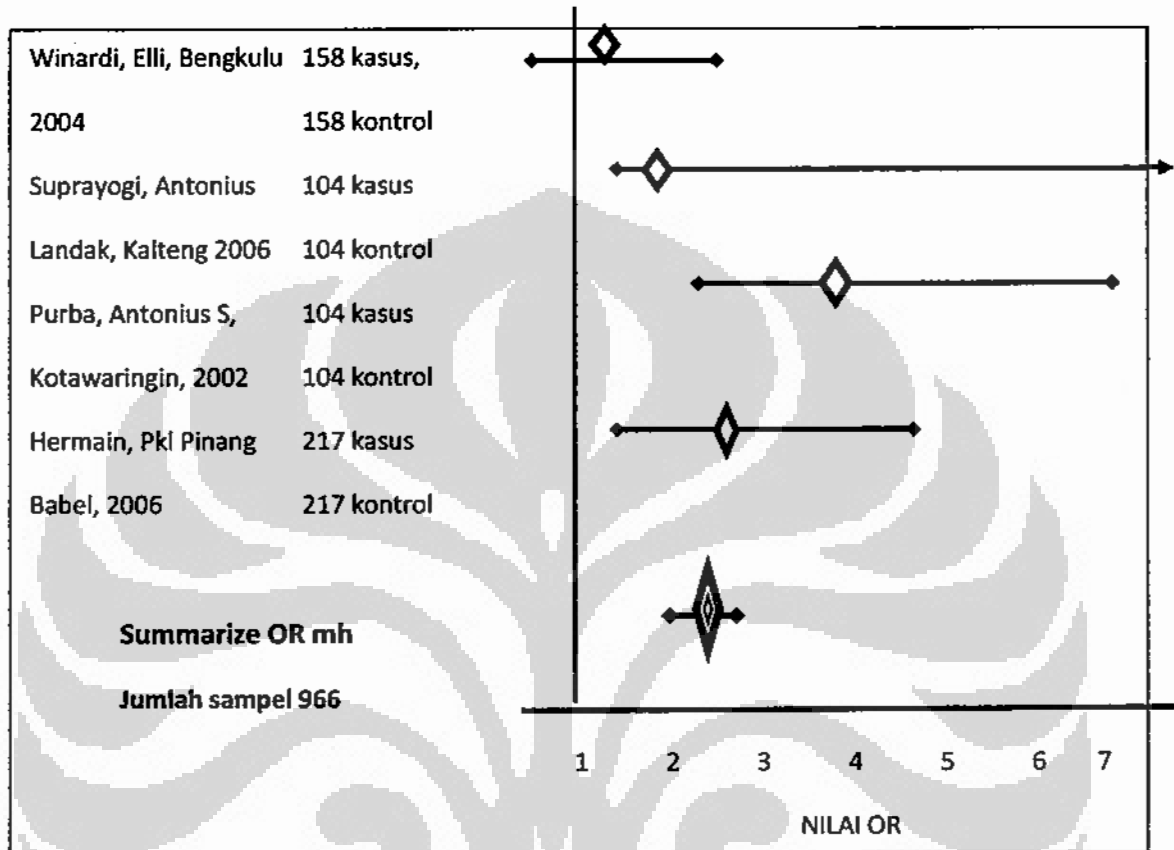 Winardi, Elli, Bengkulu 158 kasus,
2004 158 kontrol
Suprayogi, Antonius 104 kasus
Landak, Kalteng 2006 104 kontrol
Purba, Antonius S, 104 kasus
Kotawaringin, 2002 104 kontrol
Hermain, Pkl Pinang 217 kasus
Babel, 2006 217 kontrol
Summarize OR mh
Jumlah sampel 966
1 2 3 4 5 6 7
NILAI OR